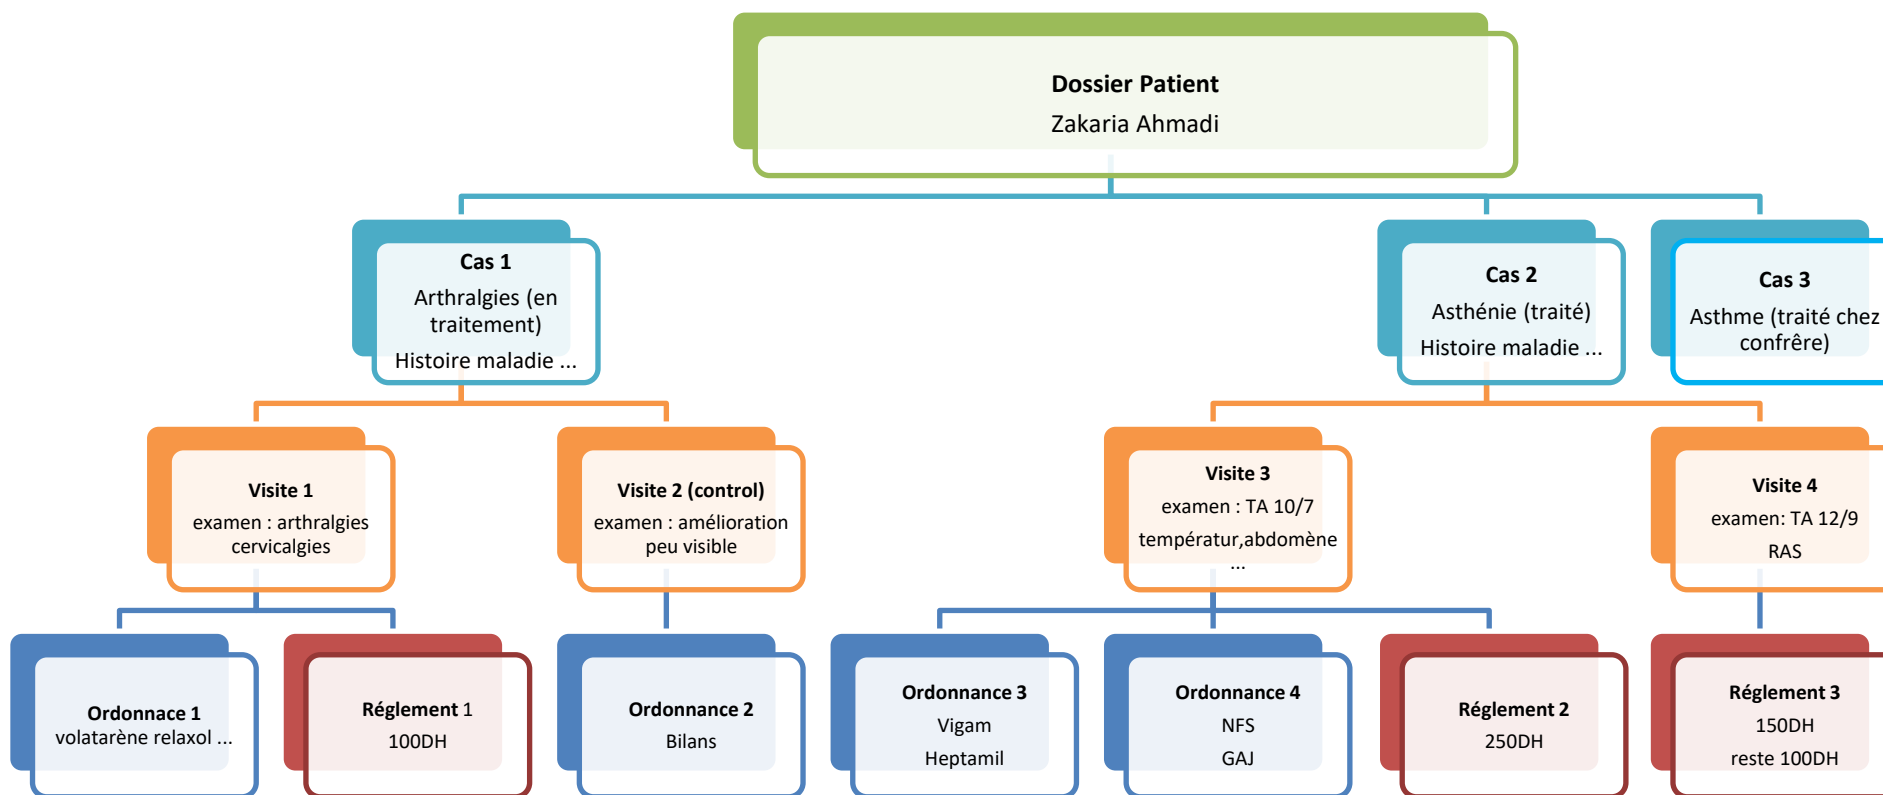 Dossier Patient
Zakaria Ahmadi
Cas 1
Arthralgies (en
traitement)
Histoire maladie ...
Cas 2
Asthénie (traité)
Histoire maladie ...
Cas 3
Asthme (traité chez
confrêre)
Visite 1
examen : arthralgies
cervicalgies
Visite 2 (control)
examen : amélioration
peu visible
Visite 3
examen : TA 10/7
températur,abdomène
...
Visite 4
examen: TA 12/9
RAS
Ordonnace 1
volatarène relaxol ...
Réglement 1
100DH
Ordonnance 2
Bilans
Ordonnance 3
Vigam
Heptamil
Ordonnance 4
NFS
GAJ
Réglement 2
250DH
Réglement 3
150DH
reste 100DH